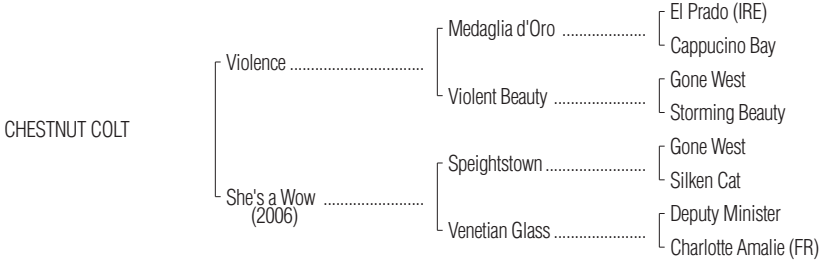 El Prado (IRE)
Medaglia d'Oro ....................
Cappucino Bay
Violence ................................
Gone West
Violent Beauty ......................
Storming Beauty
CHESTNUT COLT
Gone West
Speightstown ........................
Silken Cat
She's a Wow ........................
(2006)
Deputy Minister
Venetian Glass ......................
Charlotte Amalie (FR)